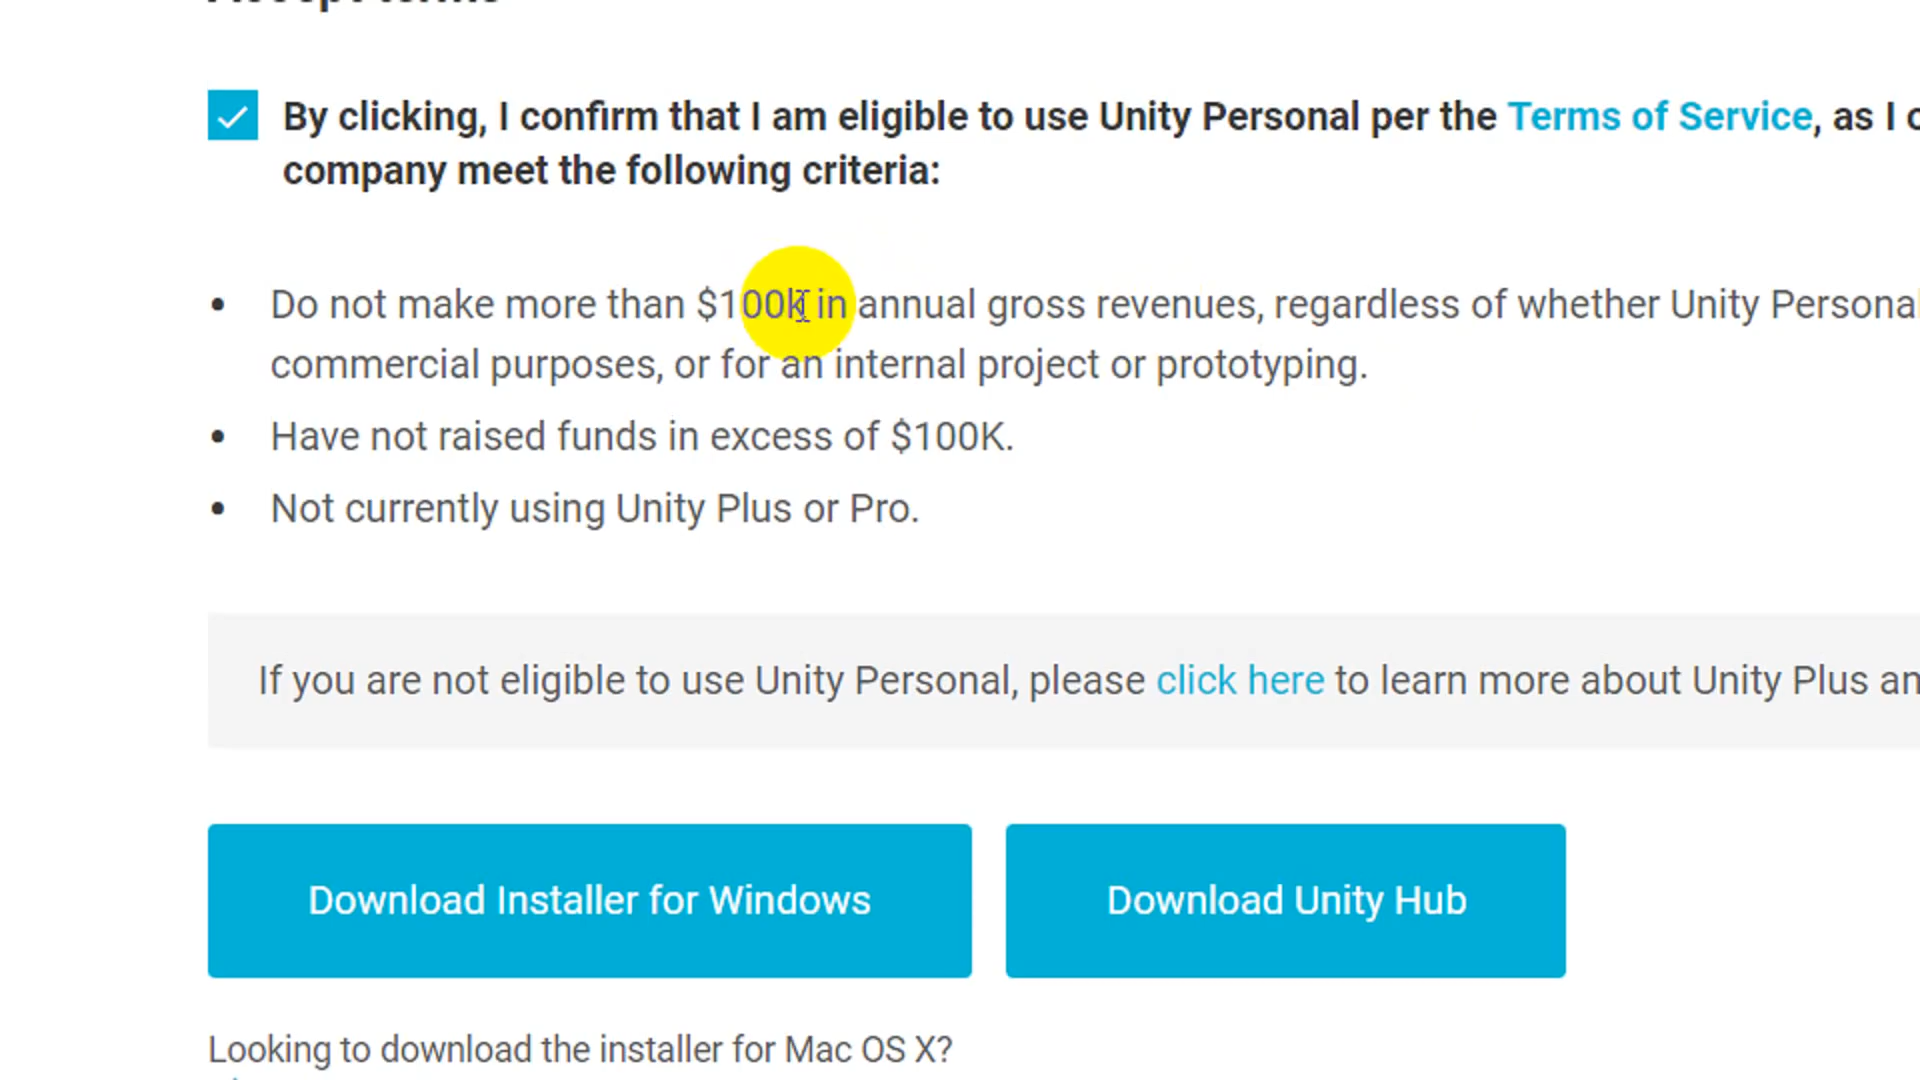 Accept terms
By clicking, I confirm that I am eligible to use Unity Personal per the Terms of Service, as I
company meet the following criteria:
• Do not make more than $100k in annual gross revenues, regardless of whether Unity Personal
commercial purposes, or for an internal project or prototyping.
• Have not raised funds in excess of $100K.
• Not currently using Unity Plus or Pro.
If you are not eligible to use Unity Personal, please click here to learn more about Unity Plus
Download Installer for Windows
Download Unity Hub
Looking to download the installer for Mac OS X?